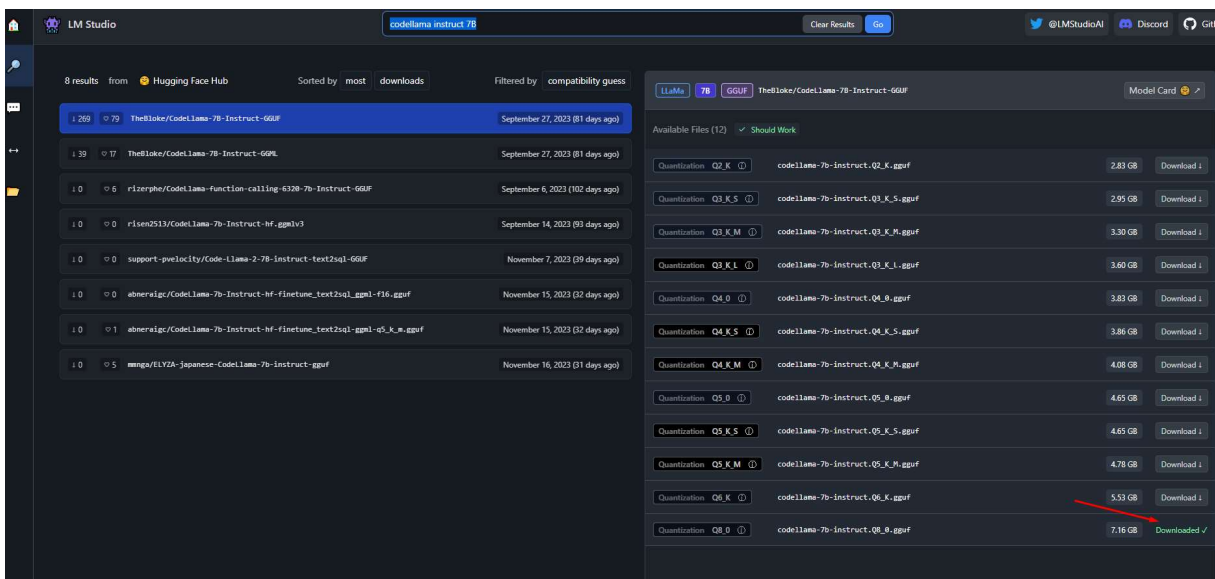 LM Studio
codellama instruct 7B
Clear Results
Go
@LMStudioAI
Discord
Git
8 results from Hugging Face Hub
Sorted by most downloads
Filtered by compatibility guess
↓ 269 ♡ 79 TheBloke/CodeLlama-7B-Instruct-GGUF September 27, 2023 (81 days ago)
↓ 39 ♡ 17 TheBloke/CodeLlama-7B-Instruct-GGML September 27, 2023 (81 days ago)
↓ 0 ♡ 6 rizerphe/CodeLlama-function-calling-6320-7b-Instruct-GGUF September 6, 2023 (102 days ago)
↓ 0 ♡ 0 risen2513/CodeLlama-7b-Instruct-hf.ggmlv3 September 14, 2023 (93 days ago)
↓ 0 ♡ 0 support-pvelocity/Code-Llama-2-7B-instruct-text2sql-GGUF November 7, 2023 (39 days ago)
↓ 0 ♡ 0 abneraigc/CodeLlama-7b-Instruct-hf-finetune_text2sql_ggml-f16.gguf November 15, 2023 (32 days ago)
↓ 0 ♡ 1 abneraigc/CodeLlama-7b-Instruct-hf-finetune_text2sql-ggml-q5_k_m.gguf November 15, 2023 (32 days ago)
↓ 0 ♡ 5 mmnga/ELYZA-japanese-CodeLlama-7b-instruct-gguf November 16, 2023 (31 days ago)
LLaMa 7B GGUF TheBloke/CodeLlama-7B-Instruct-GGUF Model Card ↗
Available Files (12) ✓ Should Work
Quantization Q2_K ⓘ codellama-7b-instruct.Q2_K.gguf 2.83 GB Download ↓
Quantization Q3_K_S ⓘ codellama-7b-instruct.Q3_K_S.gguf 2.95 GB Download ↓
Quantization Q3_K_M ⓘ codellama-7b-instruct.Q3_K_M.gguf 3.30 GB Download ↓
Quantization Q3_K_L ⓘ codellama-7b-instruct.Q3_K_L.gguf 3.60 GB Download ↓
Quantization Q4_0 ⓘ codellama-7b-instruct.Q4_0.gguf 3.83 GB Download ↓
Quantization Q4_K_S ⓘ codellama-7b-instruct.Q4_K_S.gguf 3.86 GB Download ↓
Quantization Q4_K_M ⓘ codellama-7b-instruct.Q4_K_M.gguf 4.08 GB Download ↓
Quantization Q5_0 ⓘ codellama-7b-instruct.Q5_0.gguf 4.65 GB Download ↓
Quantization Q5_K_S ⓘ codellama-7b-instruct.Q5_K_S.gguf 4.65 GB Download ↓
Quantization Q5_K_M ⓘ codellama-7b-instruct.Q5_K_M.gguf 4.78 GB Download ↓
Quantization Q6_K ⓘ codellama-7b-instruct.Q6_K.gguf 5.53 GB Download ↓
Quantization Q8_0 ⓘ codellama-7b-instruct.Q8_0.gguf 7.16 GB Downloaded ✓